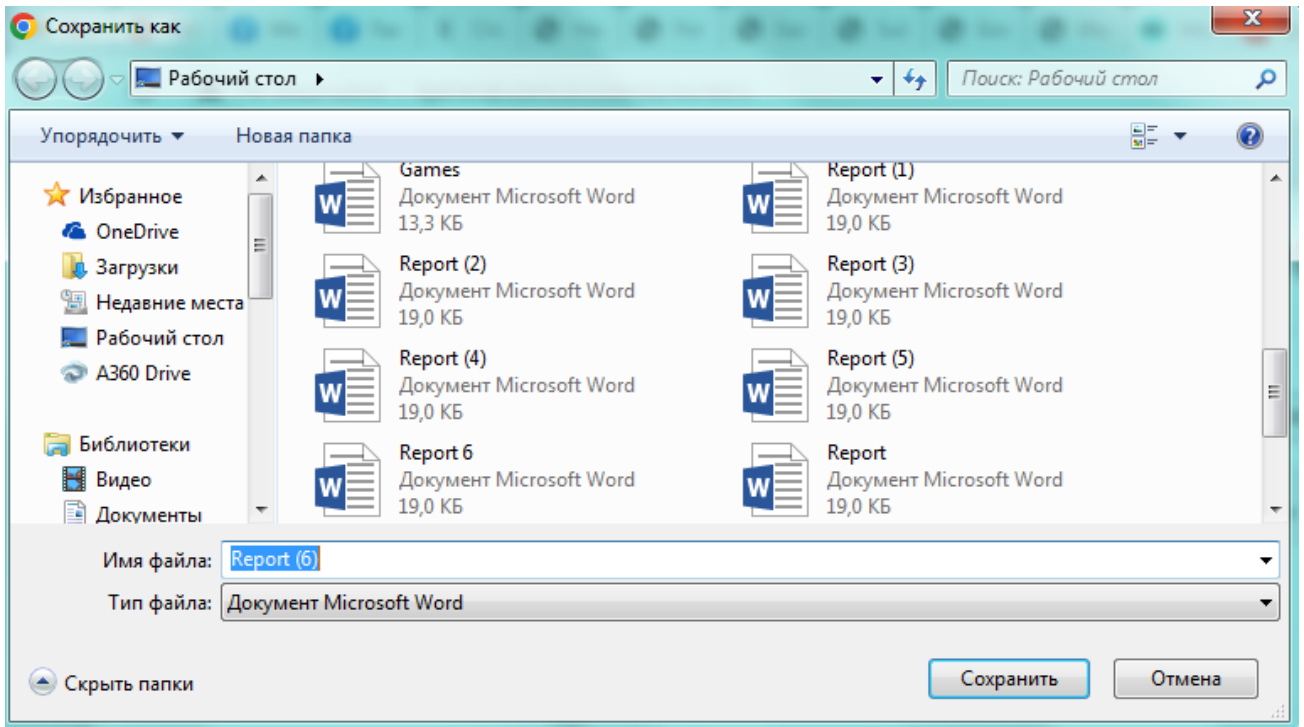 Сохранить как
Рабочий стол
Поиск: Рабочий стол
Упорядочить Новая папка
Избранное
OneDrive
Загрузки
Недавние места
Рабочий стол
A360 Drive
Библиотеки
Видео
Документы
Games
Документ Microsoft Word
13,3 КБ
Report (1)
Документ Microsoft Word
19,0 КБ
Report (2)
Документ Microsoft Word
19,0 КБ
Report (3)
Документ Microsoft Word
19,0 КБ
Report (4)
Документ Microsoft Word
19,0 КБ
Report (5)
Документ Microsoft Word
19,0 КБ
Report 6
Документ Microsoft Word
19,0 КБ
Report
Документ Microsoft Word
19,0 КБ
Имя файла: Report (6)
Тип файла: Документ Microsoft Word
Скрыть папки
Сохранить Отмена